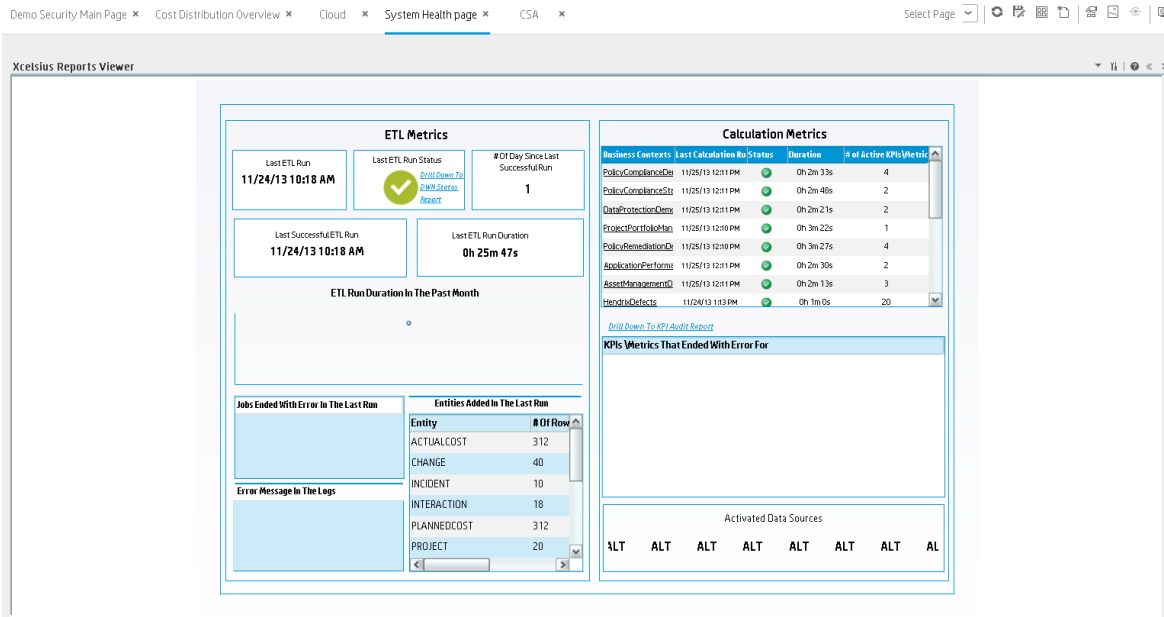 Demo Security Main Page × Cost Distribution Overview × Cloud × System Health page × CSA × Select Page
Xcelsius Reports Viewer
ETL Metrics
Last ETL Run
11/24/13 10:18 AM
Last ETL Run Status
Drill Down To
DWH States
Report
# Of Day Since Last
Successful Run
1
Last Successful ETL Run
11/24/13 10:18 AM
Last ETL Run Duration
0h 25m 47s
ETL Run Duration In The Past Month
Jobs Ended With Error In The Last Run
Error Message In The Logs
Entities Added In The Last Run
Entity # Of Row
ACTUALCOST 312
CHANGE 40
INCIDENT 10
INTERACTION 18
PLANNEDCOST 312
PROJECT 20
Calculation Metrics
Business Contexts Last Calculation Ru Status Duration # of Active KPIs\Metric
PolicyComplianceDe 11/25/13 12:11 PM 0h 2m 33s 4
PolicyComplianceSta 11/25/13 12:11 PM 0h 2m 48s 2
DataProtectionDemo 11/25/13 12:11 PM 0h 2m 21s 2
ProjectPortfolioMan 11/25/13 12:10 PM 0h 3m 22s 1
PolicyRemediationDe 11/25/13 12:10 PM 0h 3m 27s 4
ApplicationPerforma 11/25/13 12:11 PM 0h 2m 30s 2
AssetManagementD 11/25/13 12:11 PM 0h 2m 13s 3
HendrixDefects 11/24/13 1:13 PM 0h 1m 0s 20
Drill Down To KPI Audit Report
KPIs \Metrics That Ended With Error For
Activated Data Sources
ALT ALT ALT ALT ALT ALT ALT AL